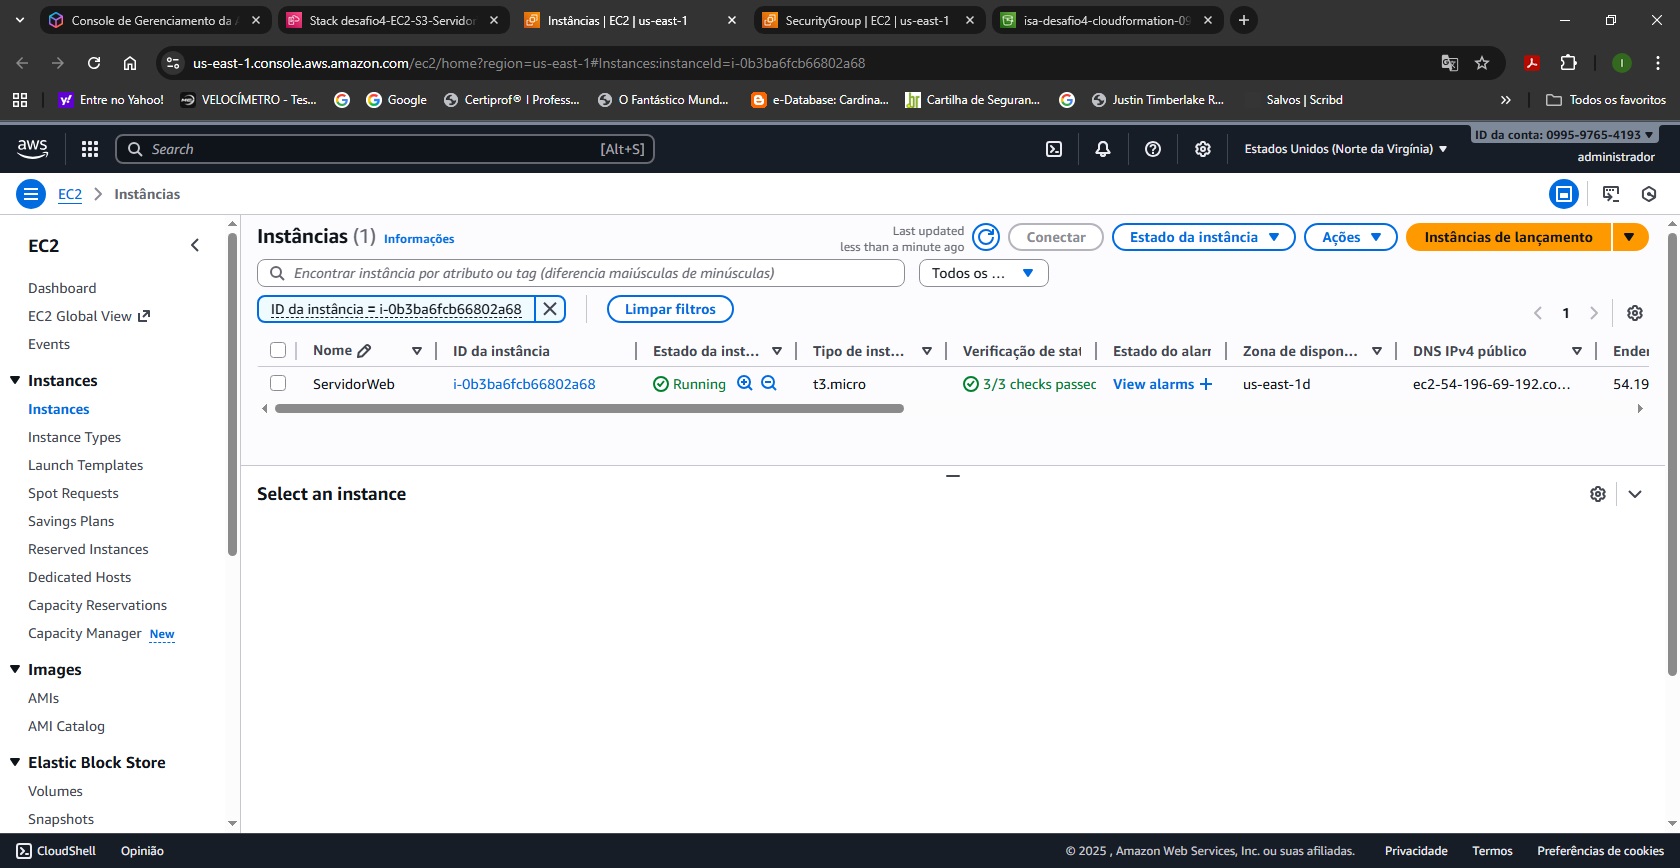 Console de Gerenciamento da A
Stack desafio4-EC2-S3-Servidor
Instâncias | EC2 | us-east-1
SecurityGroup | EC2 | us-east-1
isa-desafio4-cloudformation-09
us-east-1.console.aws.amazon.com/ec2/home?region=us-east-1#Instances:instanceId=i-0b3ba6fcb66802a68
I
Entre no Yahoo!
VELOCÍMETRO - Tes...
Google
Certiprof® I Profess...
O Fantástico Mund...
e-Database: Cardina...
Cartilha de Seguran...
Justin Timberlake R...
Salvos | Scribd
Todos os favoritos
aws
Search
[Alt+S]
Estados Unidos (Norte da Virgínia)
ID da conta: 0995-9765-4193
administrador
EC2
Instâncias
EC2
Dashboard
EC2 Global View
Events
Instances
Instances
Instance Types
Launch Templates
Spot Requests
Savings Plans
Reserved Instances
Dedicated Hosts
Capacity Reservations
Capacity Manager New
Images
AMIs
AMI Catalog
Elastic Block Store
Volumes
Snapshots
Instâncias (1) Informações
Last updated
less than a minute ago
Conectar
Estado da instância
Ações
Instâncias de lançamento
Encontrar instância por atributo ou tag (diferencia maiúsculas de minúsculas)
Todos os ...
ID da instância = i-0b3ba6fcb66802a68
Limpar filtros
1
Nome ID da instância Estado da inst... Tipo de inst... Verificação de stat Estado do alarr Zona de dispon... DNS IPv4 público Ender
ServidorWeb i-0b3ba6fcb66802a68 Running t3.micro 3/3 checks passec View alarms + us-east-1d ec2-54-196-69-192.co... 54.19
Select an instance
CloudShell
Opinião
© 2025 , Amazon Web Services, Inc. ou suas afiliadas.
Privacidade
Termos
Preferências de cookies